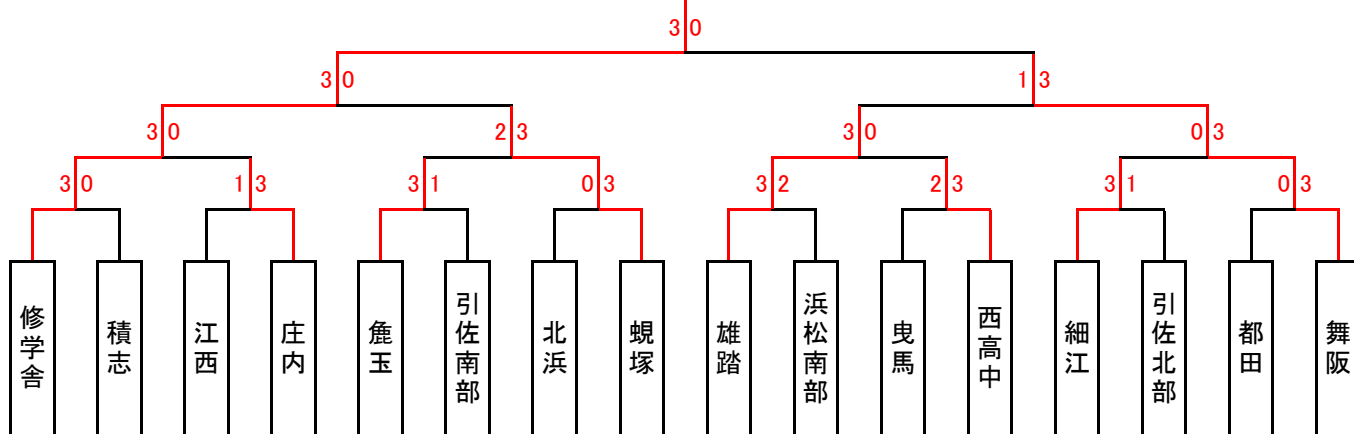 3 0
3 0
1 3
3 0
2 3
3 0
0 3
3 0
1 3
3 1
0 3
3 2
2 3
3 1
0 3
修学舎
積志
江西
庄内
麁玉
引佐南部
北浜
蜆塚
雄踏
浜松南部
曳馬
西高中
細江
引佐北部
都田
舞阪